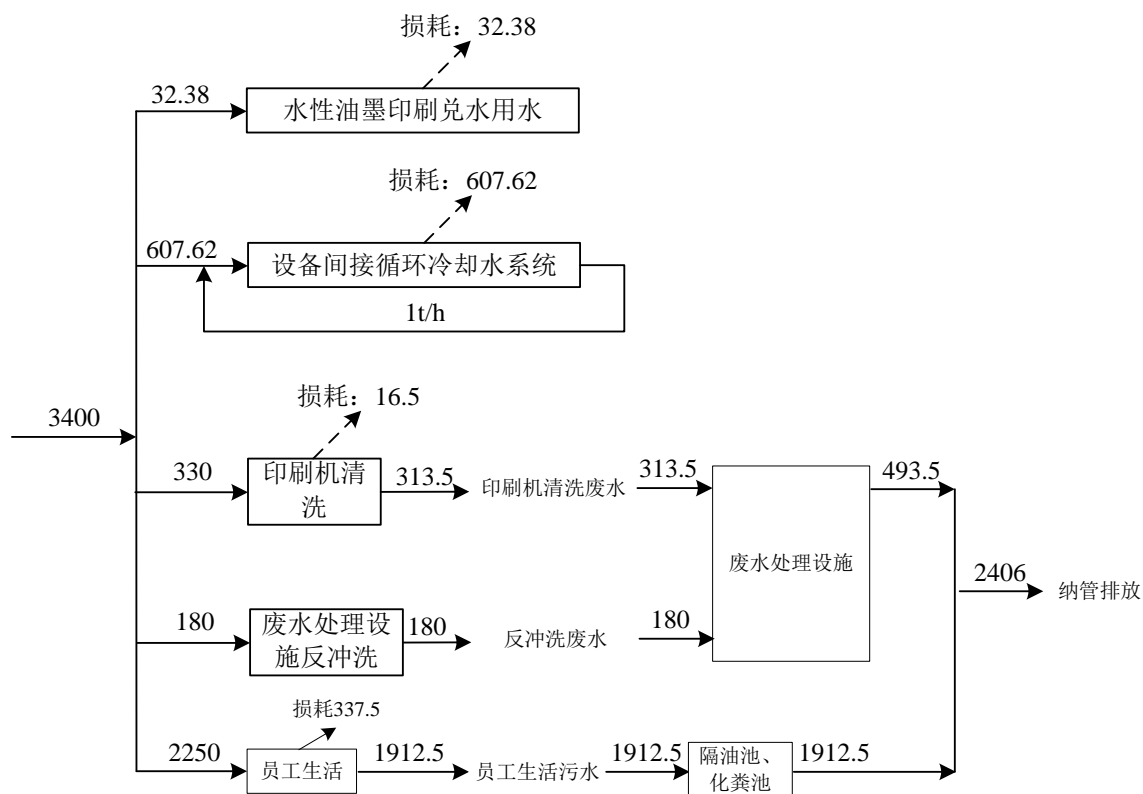 损耗：32.38
32.38
水性油墨印刷兑水用水
损耗：607.62
607.62
设备间接循环冷却水系统
1t/h
损耗：16.5
3400
330
印刷机清
洗
313.5
印刷机清洗废水
313.5
废水处理设施
493.5
2406
纳管排放
180
废水处理设
施反冲洗
180
反冲洗废水
180
损耗337.5
2250
员工生活
1912.5
员工生活污水
1912.5
隔油池、
化粪池
1912.5